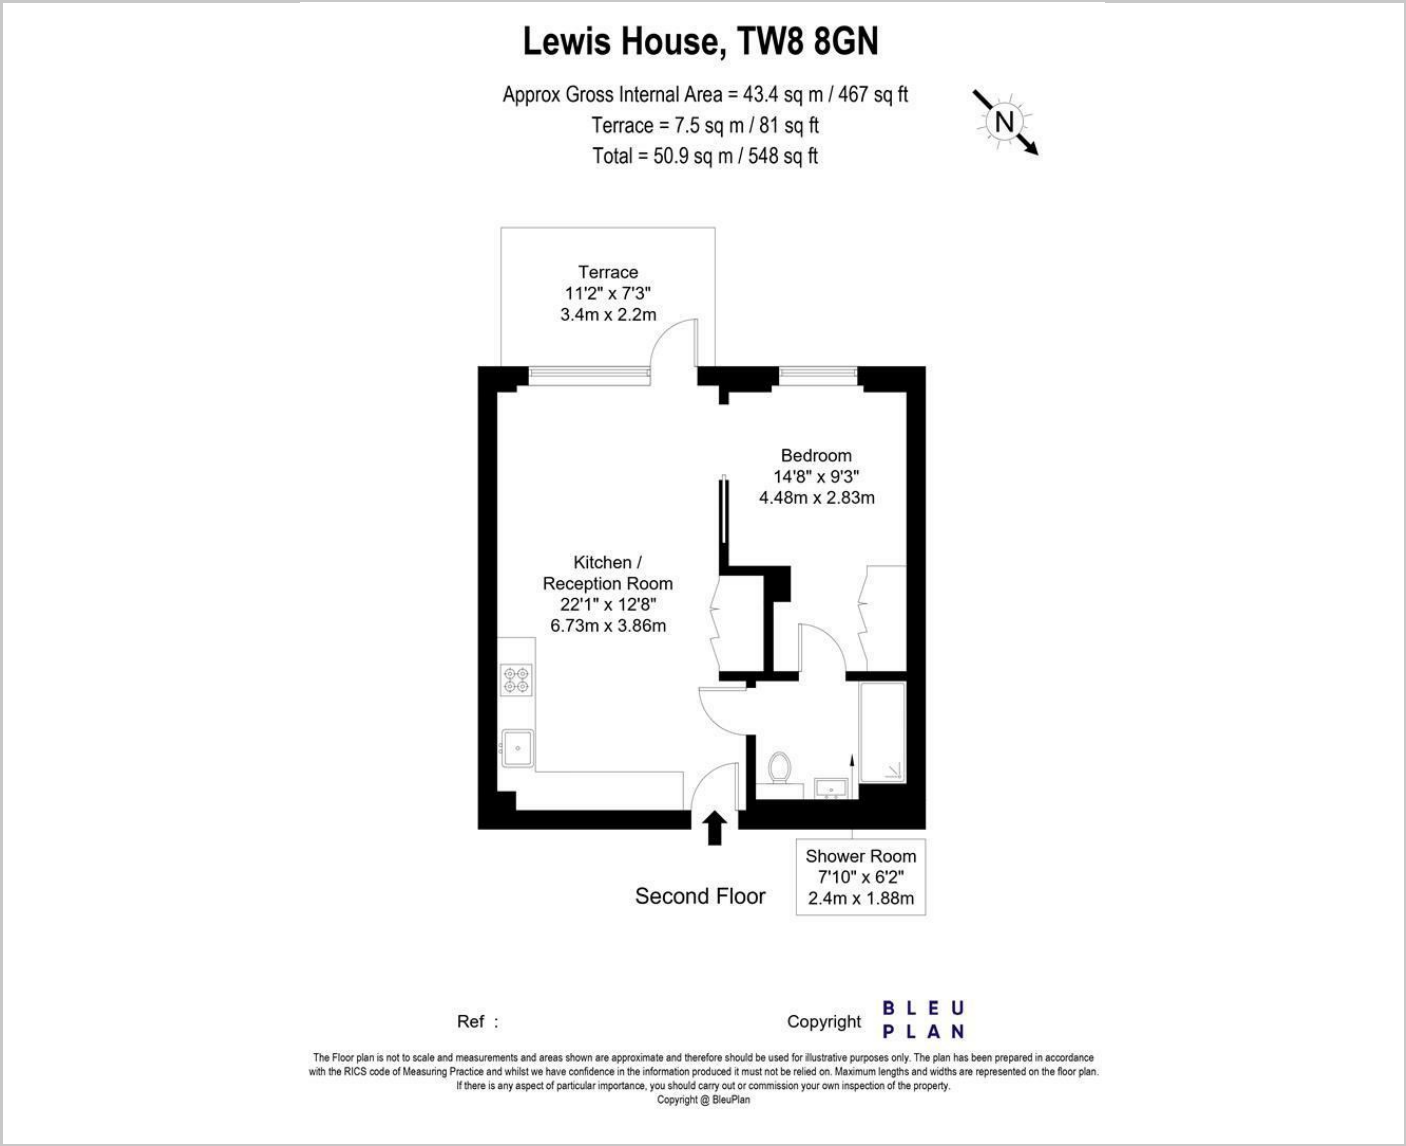 Lewis House, TW8 8GN
Approx Gross Internal Area = 43.4 sq m / 467 sq ft
Terrace = 7.5 sq m / 81 sq ft
Total = 50.9 sq m / 548 sq ft
N
Terrace
11'2" x 7'3"
3.4m x 2.2m
Bedroom
14'8" x 9'3"
4.48m x 2.83m
Kitchen /
Reception Room
22'1" x 12'8"
6.73m x 3.86m
Shower Room
7'10" x 6'2"
2.4m x 1.88m
Second Floor
Ref :
Copyright
BLEU
PLAN
The Floor plan is not to scale and measurements and areas shown are approximate and therefore should be used for illustrative purposes only. The plan has been prepared in accordance
with the RICS code of Measuring Practice and whilst we have confidence in the information produced it must not be relied on. Maximum lengths and widths are represented on the floor plan.
If there is any aspect of particular importance, you should carry out or commission your own inspection of the property.
Copyright @ BleuPlan